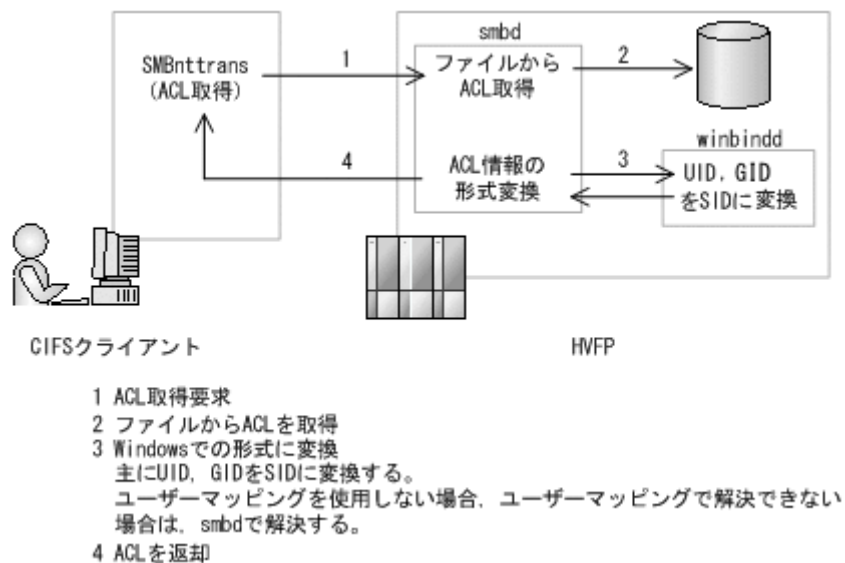 smbd
SMBnttrans
(ACL取得)
1
ファイルから
ACL取得
2
winbindd
4
ACL情報の
形式変換
3
UID, GID
をSIDに変換
CIFSクライアント
HVFP
1 ACL取得要求
2 ファイルからACLを取得
3 Windowsでの形式に変換
主にUID, GIDをSIDに変換する。
ユーザーマッピングを使用しない場合, ユーザーマッピングで解決できない
場合は, smbdで解決する。
4 ACLを返却